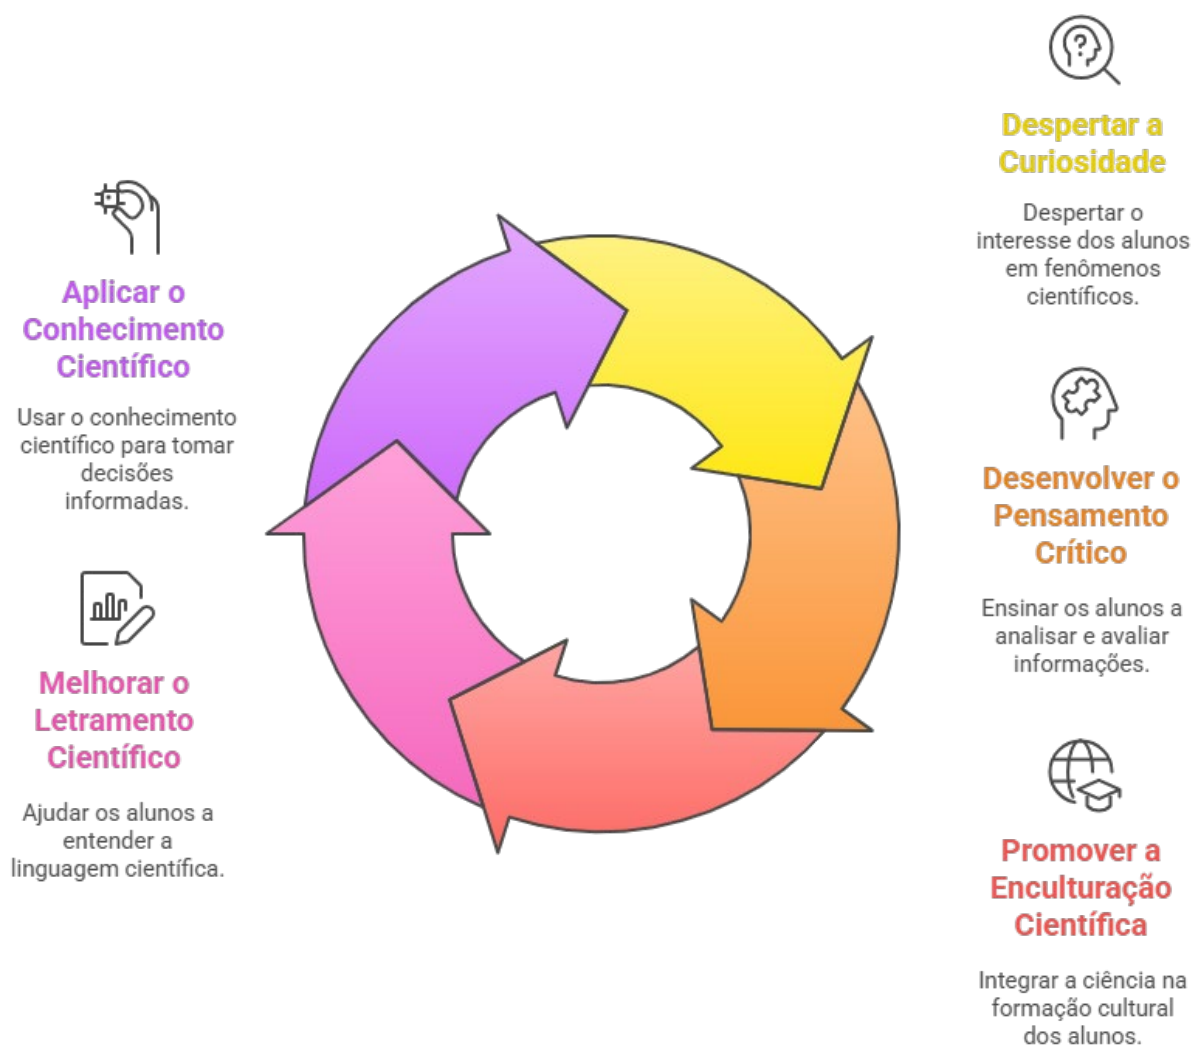 Despertar a
Curiosidade
Despertar o
interesse dos alunos
em fenômenos
científicos.
Desenvolver o
Pensamento
Crítico
Ensinar os alunos a
analisar e avaliar
informações.
Promover a
Enculturação
Científica
Integrar a ciência na
formação cultural
dos alunos.
Melhorar o
Letramento
Científico
Ajudar os alunos a
entender a
linguagem científica.
Aplicar o
Conhecimento
Científico
Usar o conhecimento
científico para tomar
decisões
informadas.